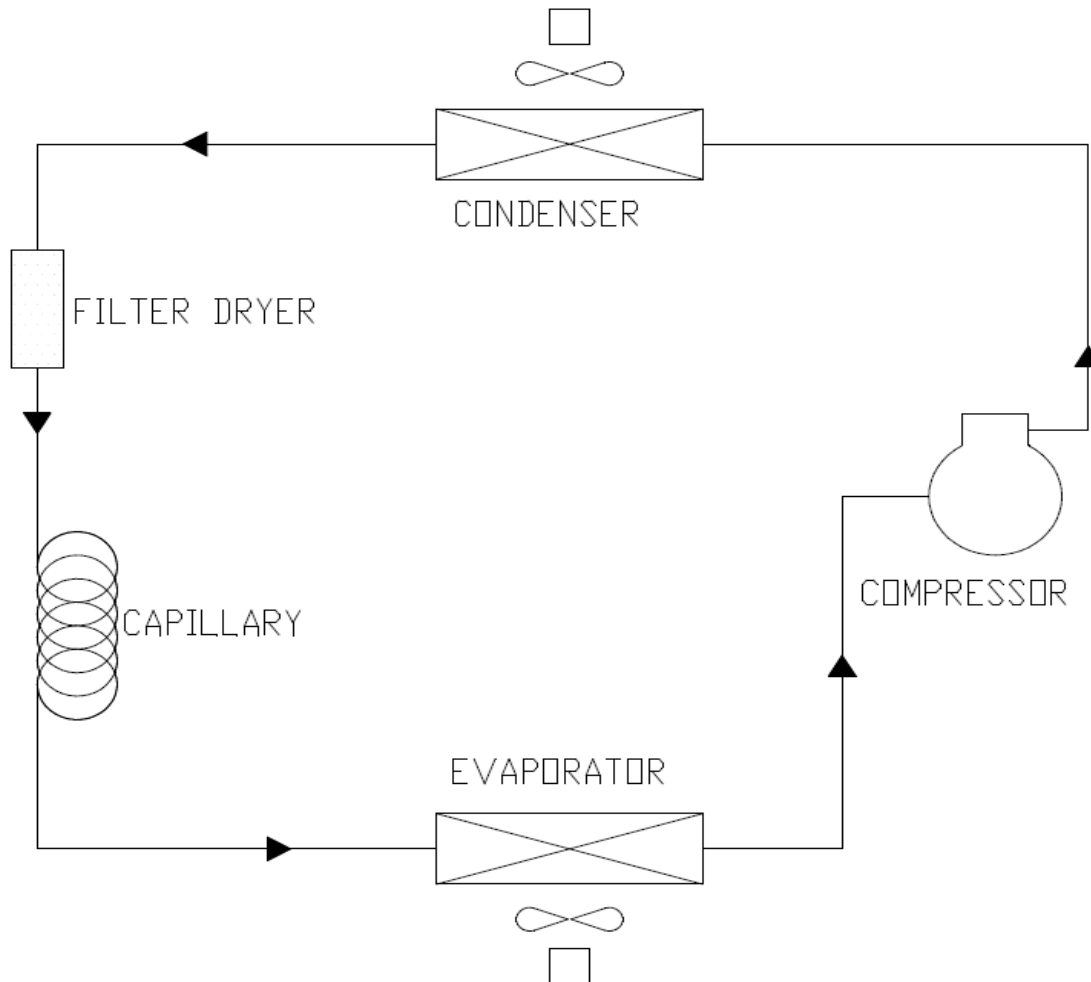 CONDENSER
FILTER DRYER
COMPRESSOR
CAPILLARY
EVAPORATOR